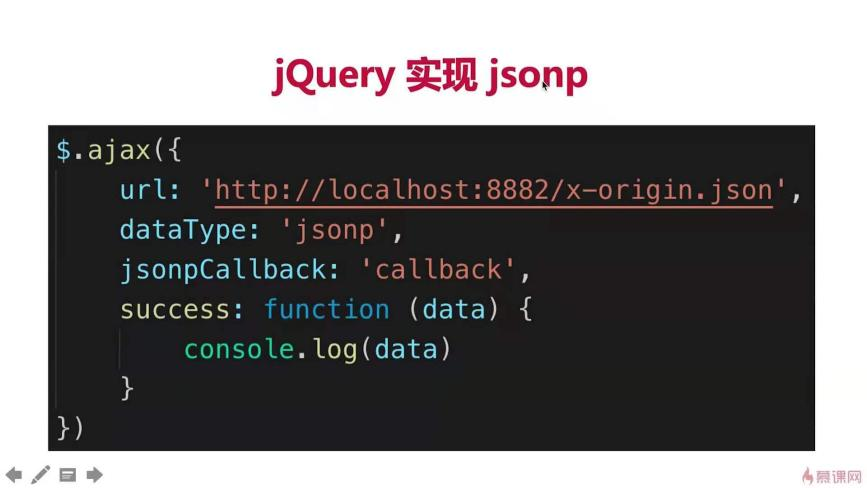 jQuery 实现 jsonp
$.ajax({
url: 'http://localhost:8882/x-origin.json',
dataType: 'jsonp',
jsonpCallback: 'callback',
success: function (data) {
console.log(data)
}
})
慕课网